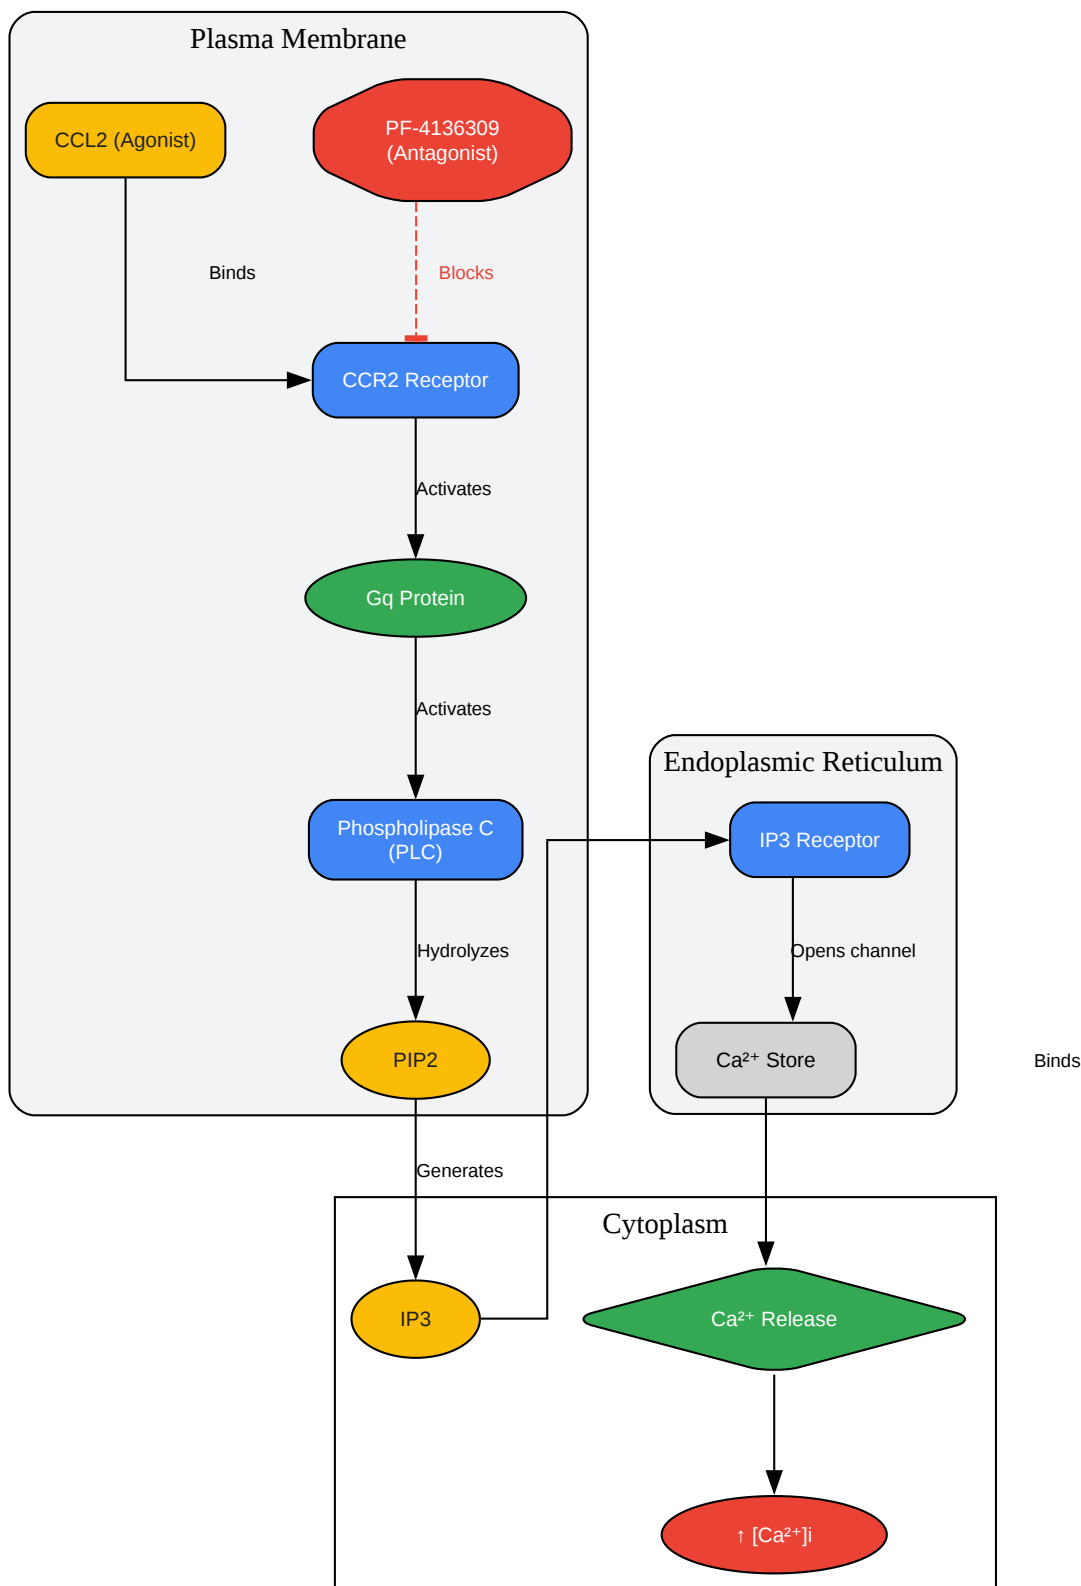 Plasma Membrane
CCL2 (Agonist)
PF-4136309
(Antagonist)
Binds
Blocks
CCR2 Receptor
Activates
Gq Protein
Activates
Phospholipase C
(PLC)
Hydrolyzes
PIP2
Endoplasmic Reticulum
IP3 Receptor
Opens channel
Ca²⁺ Store
Binds
Generates
Cytoplasm
IP3
Ca²⁺ Release
↑ [Ca²⁺]i